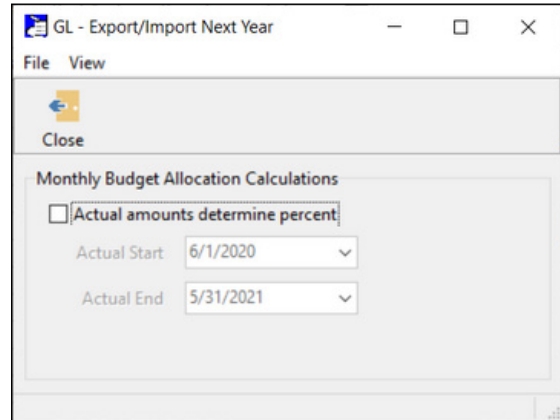 GL - Export/Import Next Year
File View
Close
Monthly Budget Allocation Calculations
Actual amounts determine percent
Actual Start 6/1/2020
Actual End 5/31/2021